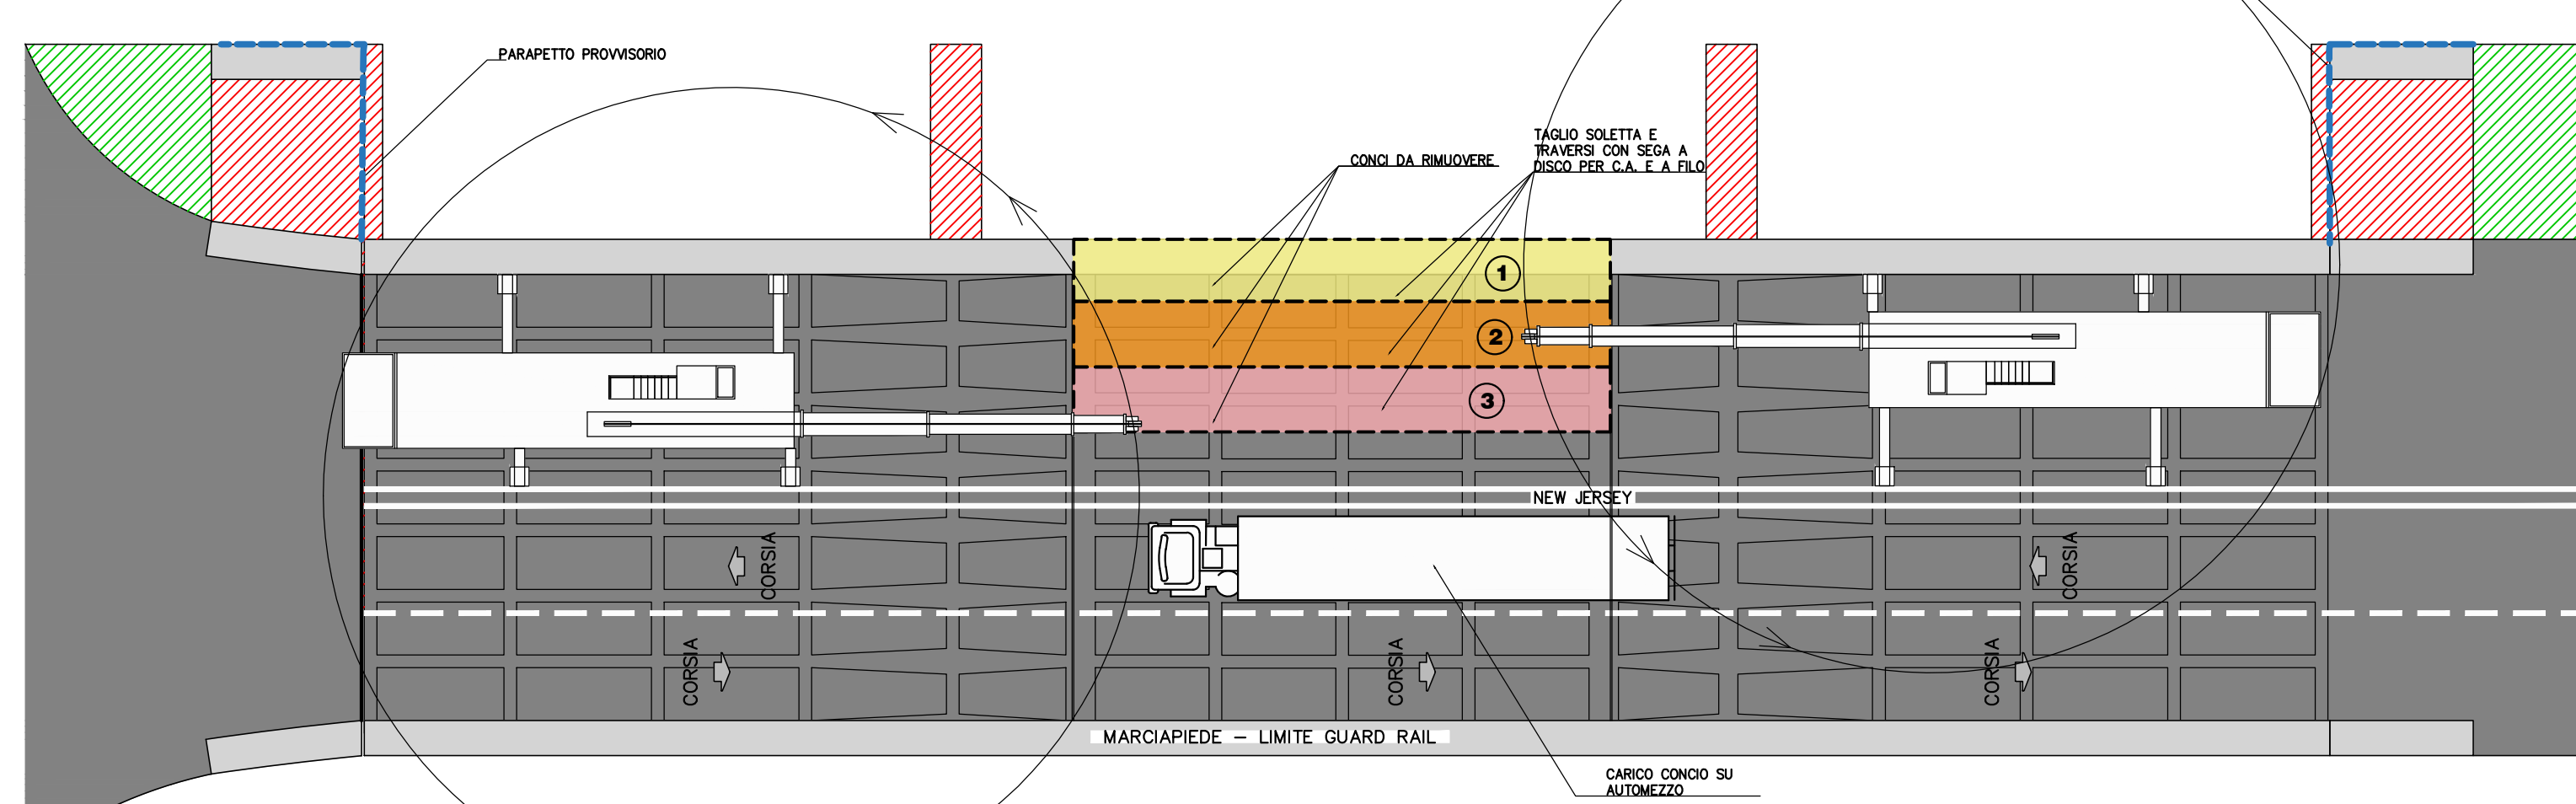 PARAPETTO PROVVISORIO
CONCI DA RIMUOVERE
TAGLIO SOLETTA E
TRAVERSI CON SEGA A
DISCO PER C.A. E A FILO
1
2
3
NEW JERSEY
CORSIA
CORSIA
CORSIA
CORSIA
CORSIA
MARCIAPIEDE – LIMITE GUARD RAIL
CARICO CONCIO SU
AUTOMEZZO